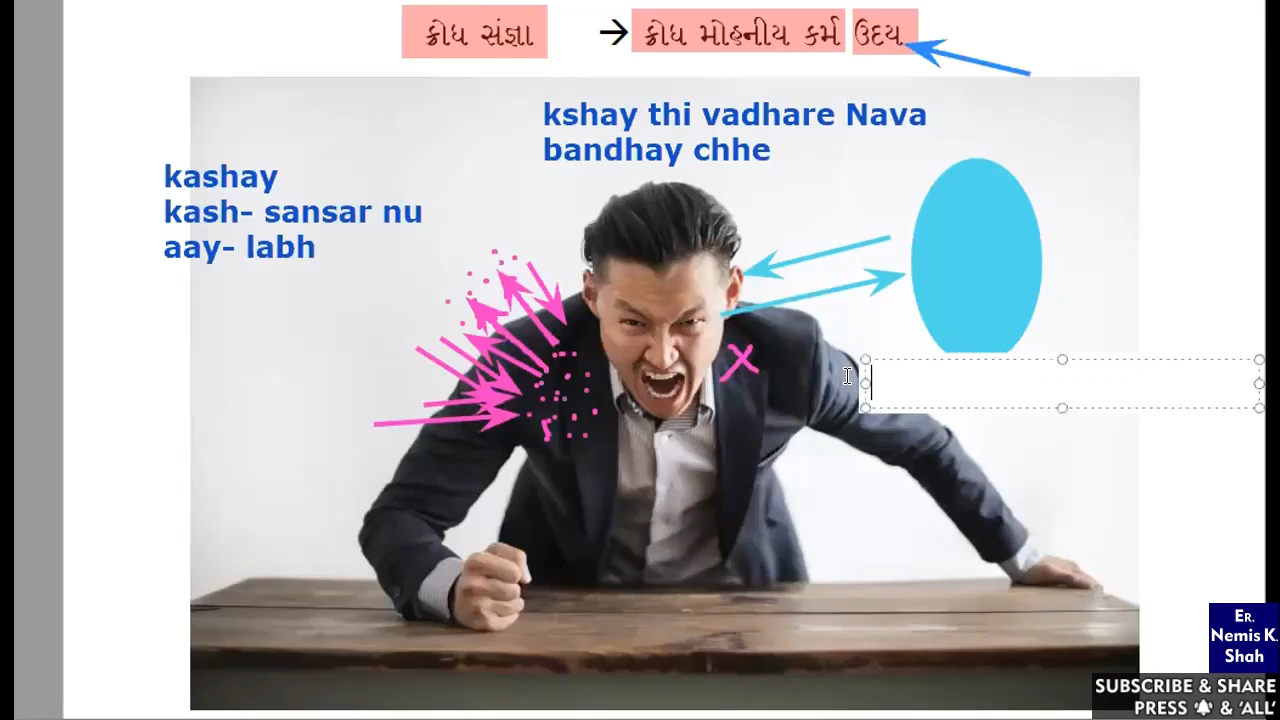 ક્રોધ સંજ્ઞા → ક્રોધ મોહનીય કર્મ ઉદય
kshay thi vadhare Nava
bandhay chhe
kashay
kash- sansar nu
aay- labh
X
ER.
Nemis K.
Shah
SUBSCRIBE & SHARE
PRESS 🔔 & 'ALL'